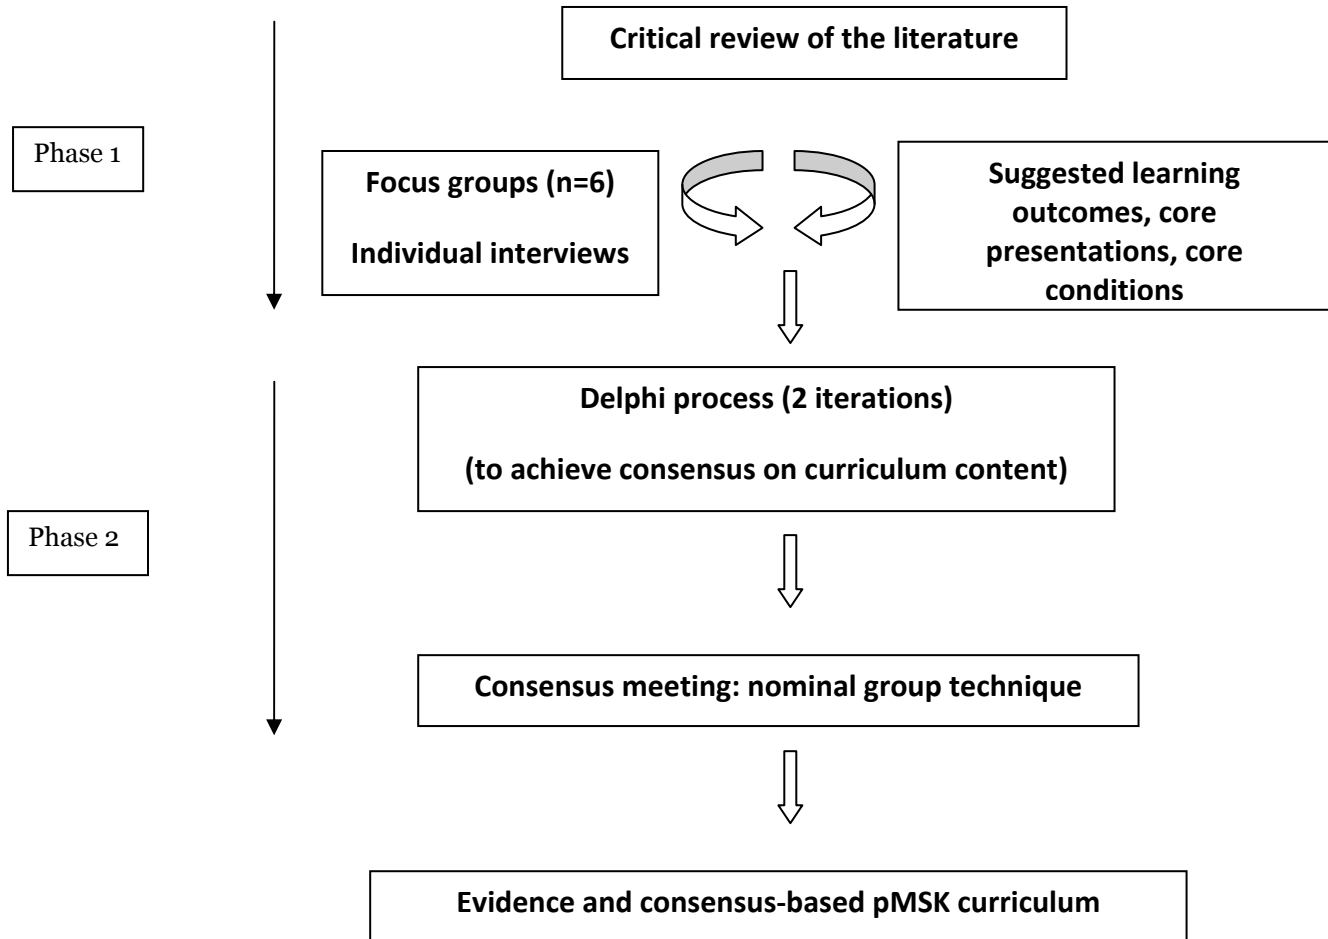 Critical review of the literature
Phase 1
Focus groups (n=6)
Individual interviews
Suggested learning
outcomes, core
presentations, core
conditions
Delphi process (2 iterations)
(to achieve consensus on curriculum content)
Phase 2
Consensus meeting: nominal group technique
Evidence and consensus-based pMSK curriculum